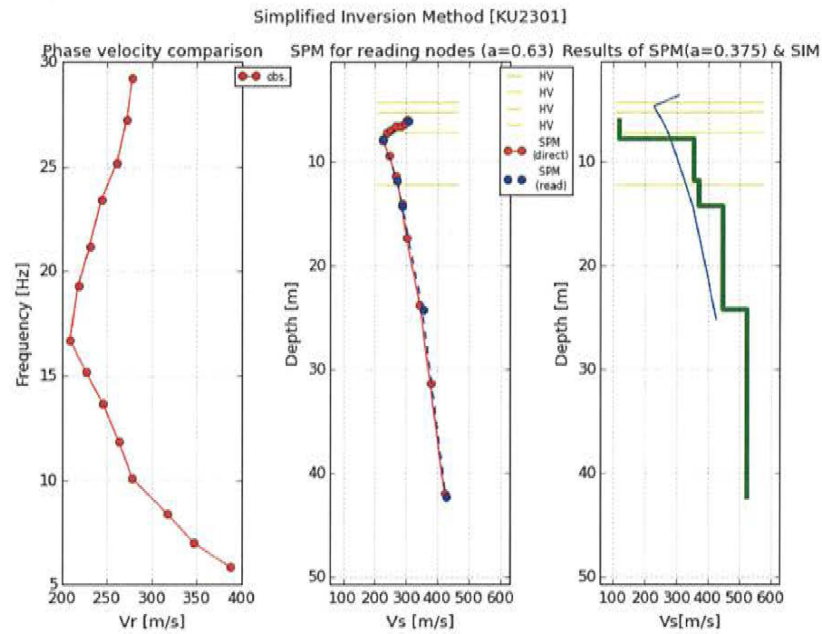 Simplified Inversion Method [KU2301]
Phase velocity comparison
SPM for reading nodes (a=0.63)
Results of SPM(a=0.375) & SIM
30
25
20
15
10
5
Frequency [Hz]
200 250 300 350 400
Vr [m/s]
obs.
10
20
30
40
50
Depth [m]
100 200 300 400 500 600
Vs [m/s]
HV
HV
HV
HV
SPM
(direct)
SPM
(read)
10
20
30
40
50
Depth [m]
100 200 300 400 500 600
Vs[m/s]